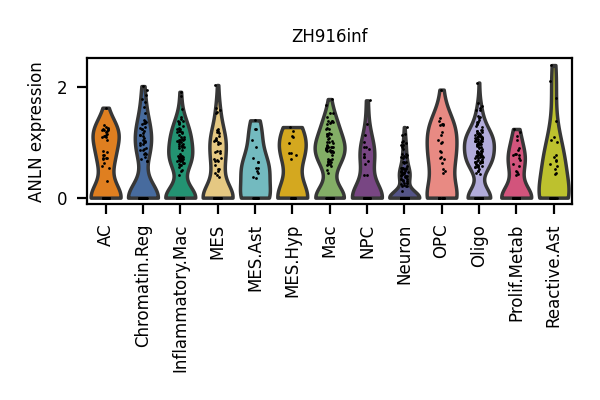 ZH916inf
ANLN expression
2
0
AC
Chromatin.Reg
Inflammatory.Mac
MES
MES.Ast
MES.Hyp
Mac
NPC
Neuron
OPC
Oligo
Prolif.Metab
Reactive.Ast